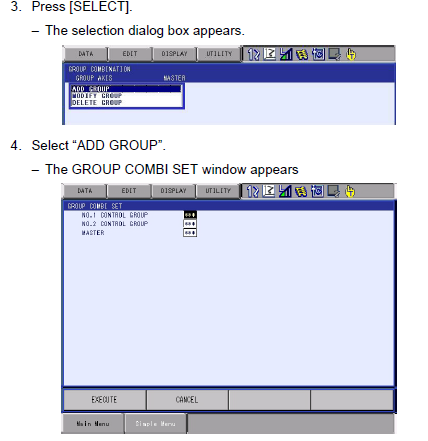 3. Press [SELECT].
– The selection dialog box appears.
DATA EDIT DISPLAY UTILITY
GROUP COMBINATION
GROUP AXIS MASTER
ADD GROUP
MODIFY GROUP
DELETE GROUP
4. Select “ADD GROUP”.
– The GROUP COMBI SET window appears
DATA EDIT DISPLAY UTILITY
GROUP COMBI SET
NO.1 CONTROL GROUP ***
NO.2 CONTROL GROUP ***
MASTER ***
EXECUTE CANCEL
Main Menu Simple Menu